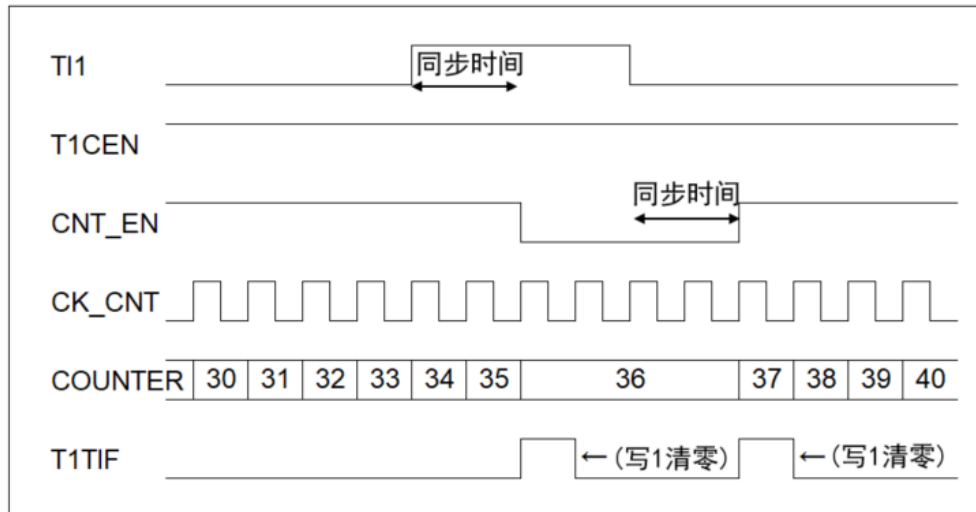 TI1
同步时间
T1CEN
同步时间
CNT_EN
CK_CNT
COUNTER 30 31 32 33 34 35 36 37 38 39 40
T1TIF ←(写1清零) ←(写1清零)